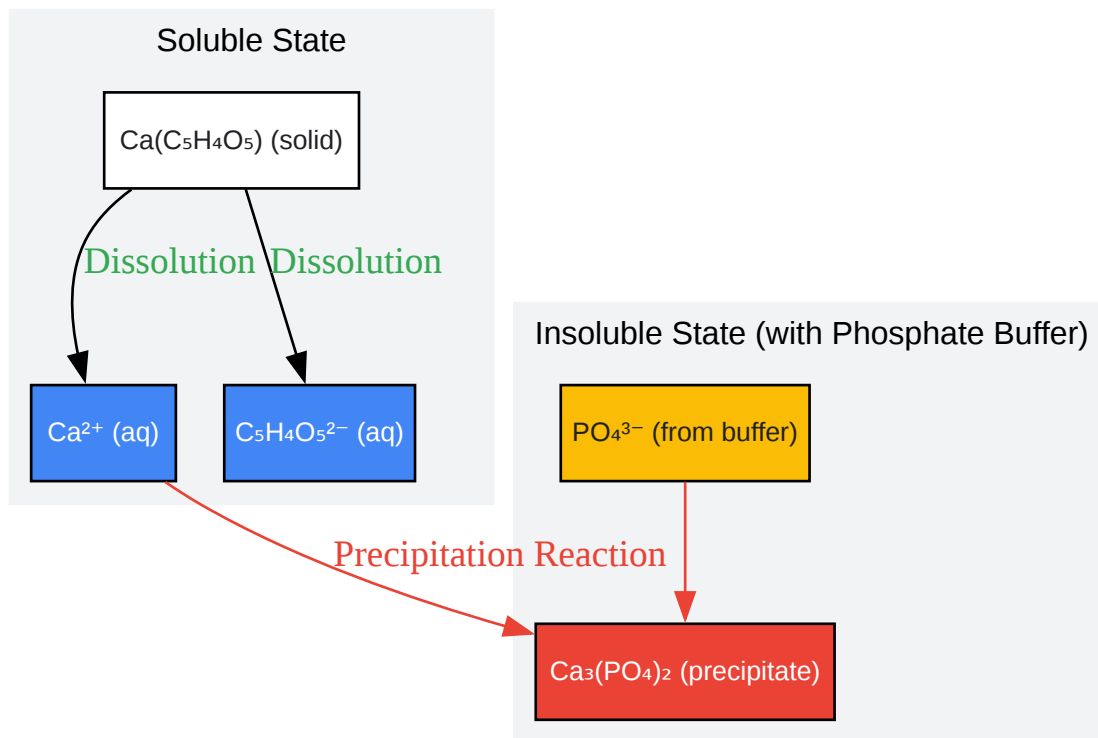 Soluble State
Ca(C₅H₄O₅) (solid)
Dissolution
Dissolution
Insoluble State (with Phosphate Buffer)
Ca²⁺ (aq)
C₅H₄O₅²⁻ (aq)
PO₄³⁻ (from buffer)
Precipitation Reaction
Ca₃(PO₄)₂ (precipitate)